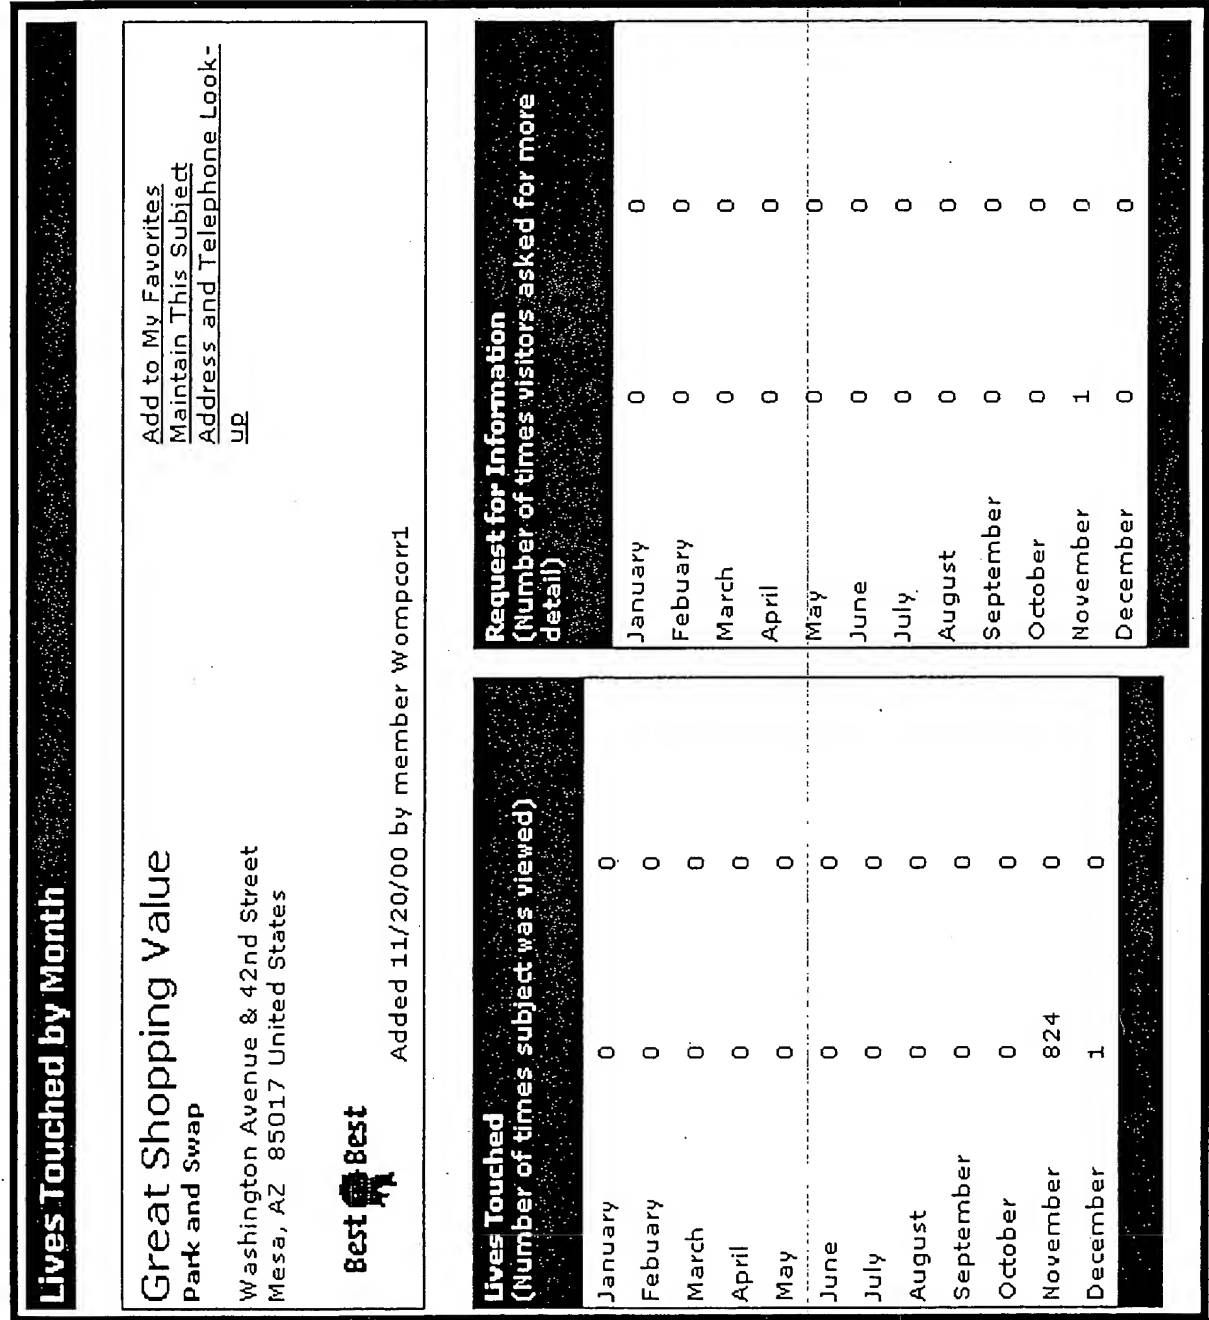 Lives Touched by Month
Great Shopping Value
Park and Swap
Washington Avenue & 42nd Street
Mesa, AZ 85017 United States
Add to My Favorites
Maintain This Subject
Address and Telephone Look-
up
Best Best
Added 11/20/00 by member Wompcorr1
Lives Touched
(Number of times subject was viewed)
January 0 0
Febuary 0 0
March 0 0
April 0 0
May 0 0
June 0 0
July 0 0
August 0 0
September 0 0
October 0 0
November 824 0
December 1 0
Request for Information
(Number of times visitors asked for more
detail)
January 0 0
Febuary 0 0
March 0 0
April 0 0
May 0 0
June 0 0
July 0 0
August 0 0
September 0 0
October 0 0
November 1 0
December 0 0